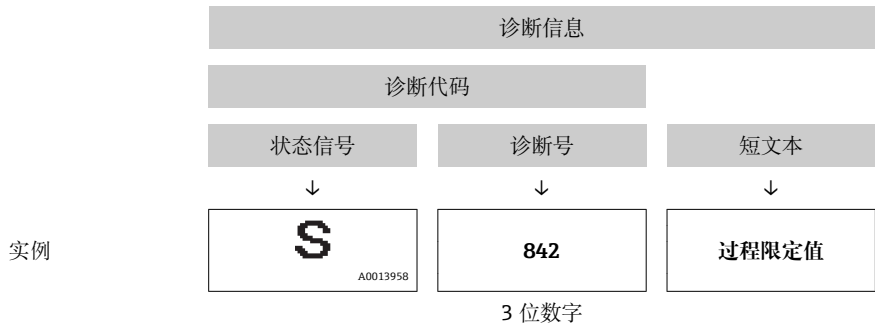 诊断信息
诊断代码
状态信号 诊断号 短文本
↓ ↓ ↓
实例 S 842 过程限定值
A0013958
3 位数字